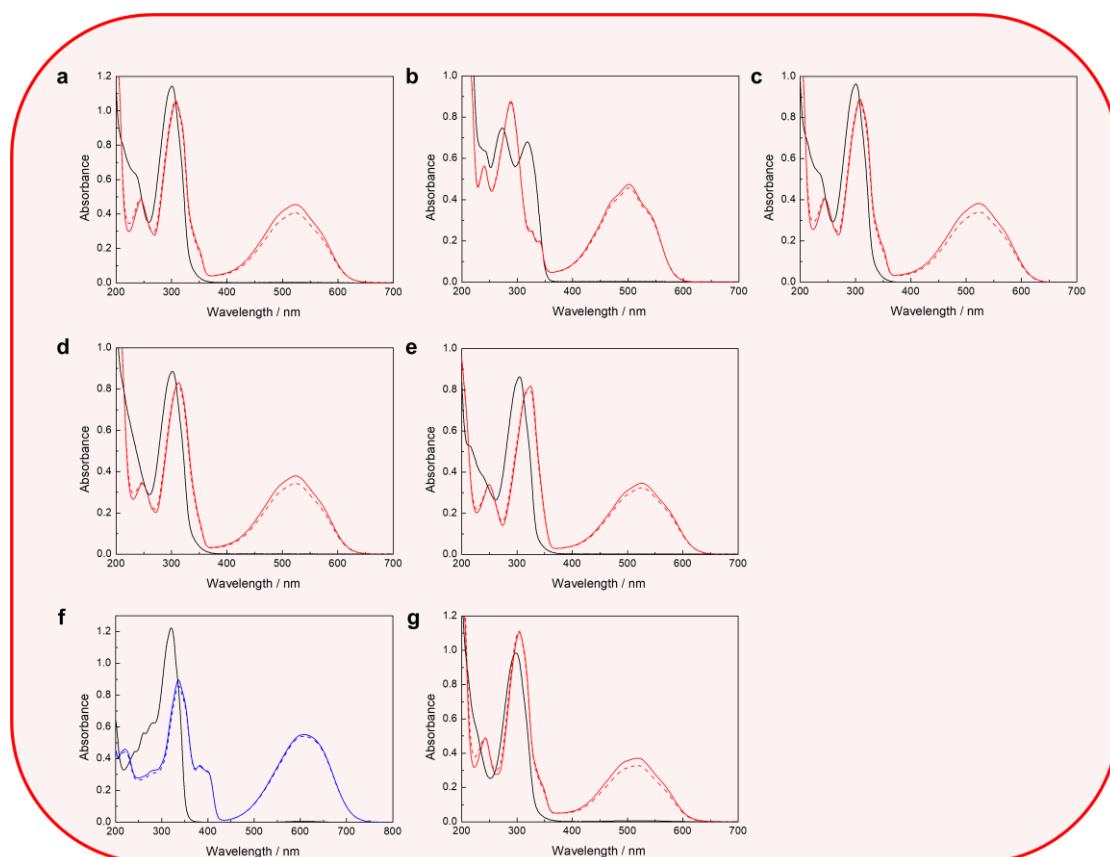 a b c
1.2 1.0 1.0
1.0 0.8 0.8
0.8 0.6 0.6
0.6 0.4 0.4
0.4 0.2 0.2
0.2 0.0 0.0
0.0
Absorbance Absorbance Absorbance
200 300 400 500 600 700 200 300 400 500 600 700 200 300 400 500 600 700
Wavelength / nm Wavelength / nm Wavelength / nm
d e
1.0 1.0
0.8 0.8
0.6 0.6
0.4 0.4
0.2 0.2
0.0 0.0
Absorbance Absorbance
200 300 400 500 600 700 200 300 400 500 600 700
Wavelength / nm Wavelength / nm
f g
1.2 1.2
1.0 1.0
0.8 0.8
0.6 0.6
0.4 0.4
0.2 0.2
0.0 0.0
Absorbance Absorbance
200 300 400 500 600 700 800 200 300 400 500 600 700
Wavelength / nm Wavelength / nm